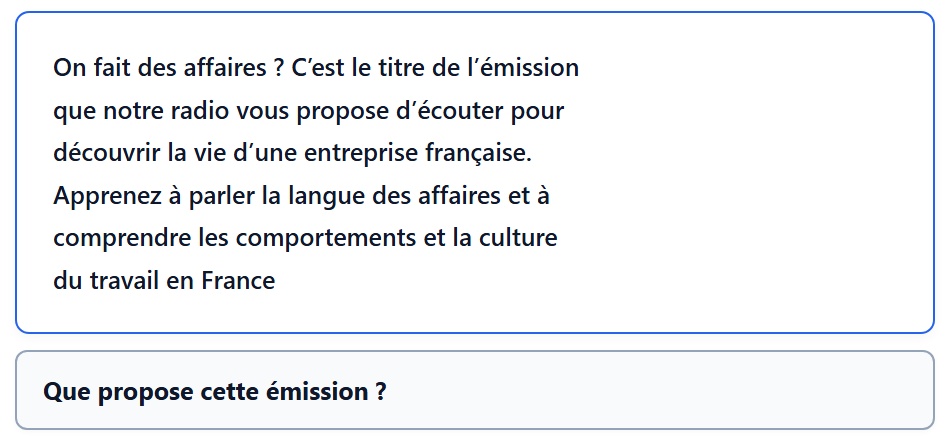 On fait des affaires ? C’est le titre de l’émission
que notre radio vous propose d’écouter pour
découvrir la vie d’une entreprise française.
Apprenez à parler la langue des affaires et à
comprendre les comportements et la culture
du travail en France
Que propose cette émission ?